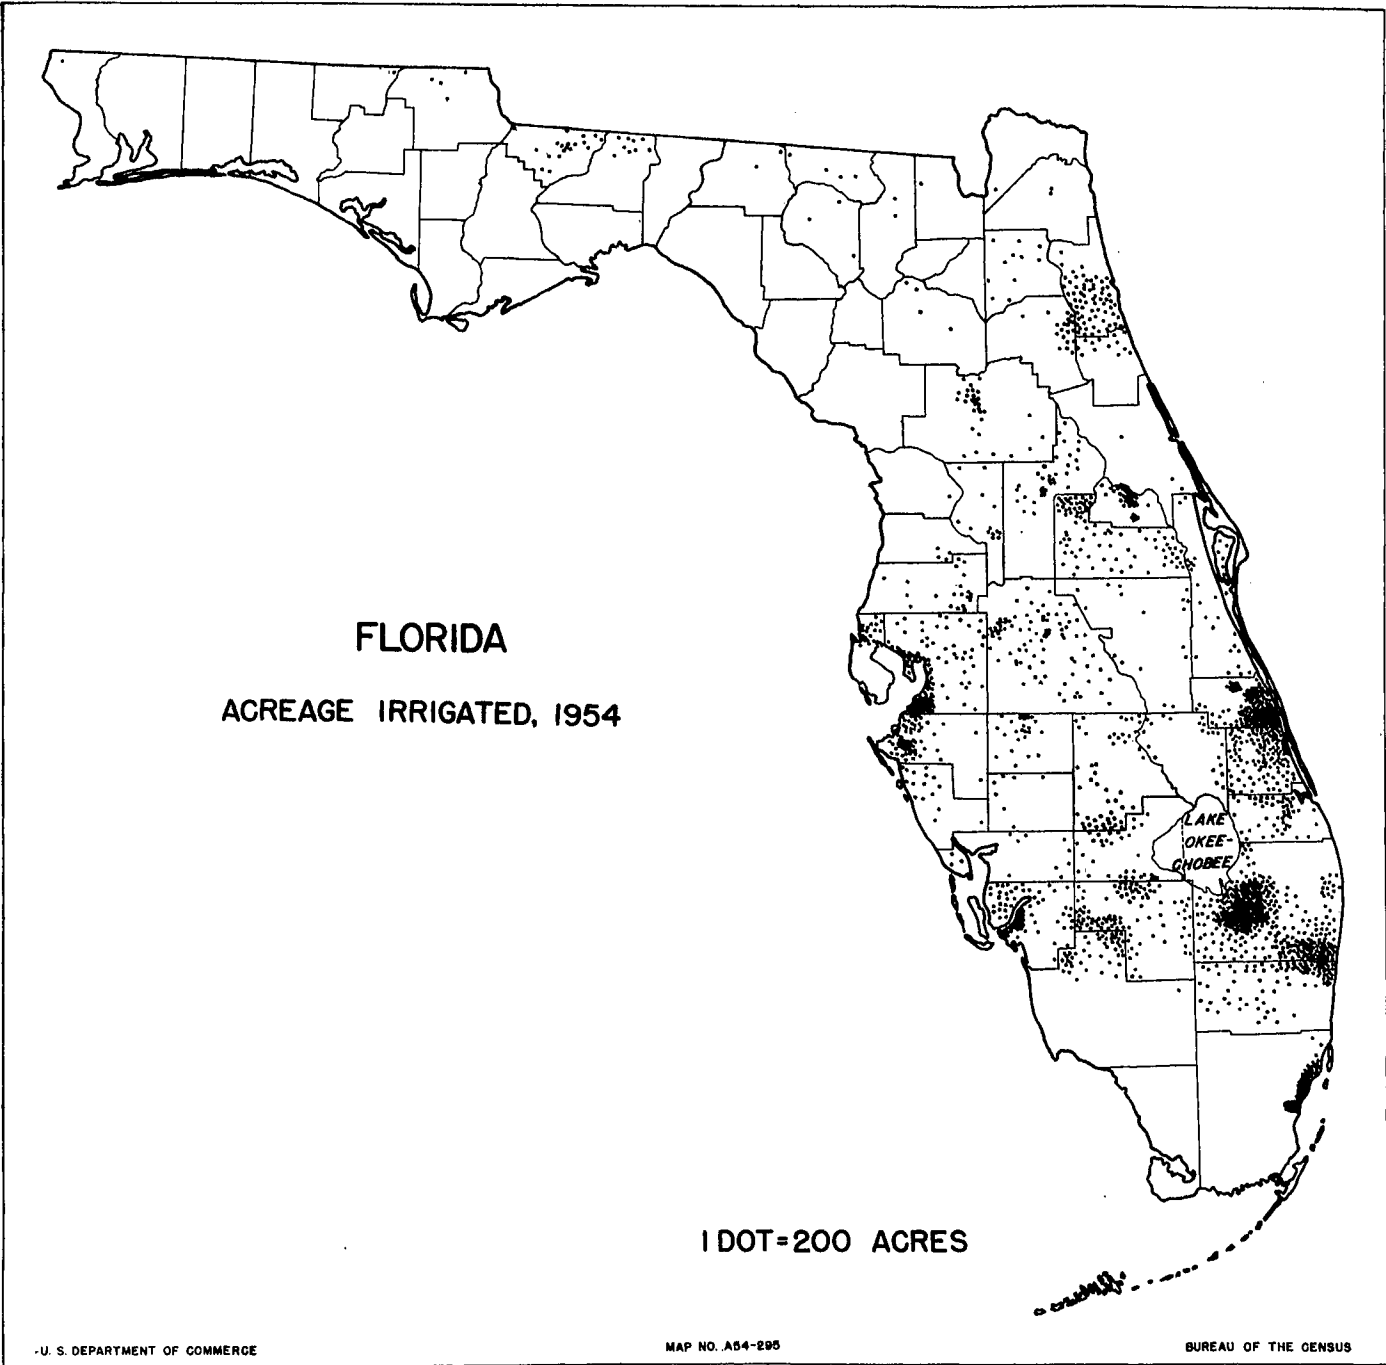 FLORIDA
ACREAGE IRRIGATED, 1954
LAKE
OKEE-
CHOBEE
1 DOT=200 ACRES
U. S. DEPARTMENT OF COMMERCE
MAP NO. A54-295
BUREAU OF THE CENSUS